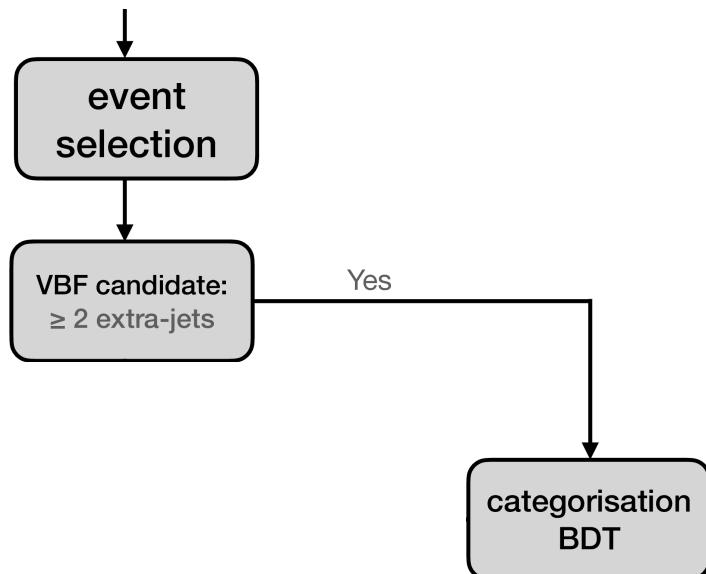 event
selection
VBF candidate:
≥ 2 extra-jets
Yes
categorisation
BDT